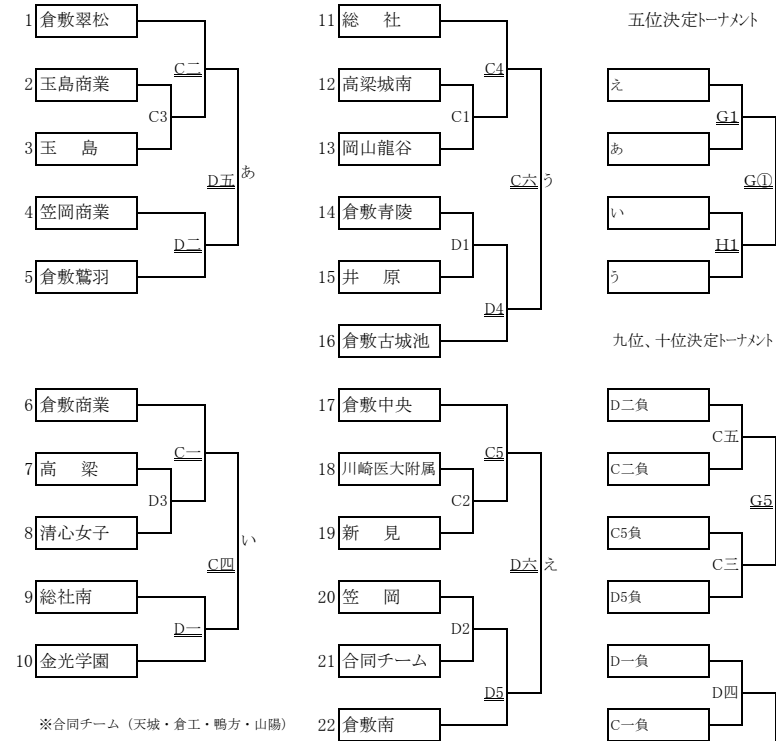 1 倉敷翠松
2 玉島商業
3 玉 島
4 笠岡商業
5 倉敷鷲羽
C二
C3
D五
あ
D二
6 倉敷商業
7 高 梁
8 清心女子
9 総社南
10 金光学園
C一
D3
い
C四
D一
※合同チーム（天城・倉工・鴨方・山陽）
11 総 社
12 高梁城南
13 岡山龍谷
14 倉敷青陵
15 井 原
16 倉敷古城池
C4
C1
C六
う
D1
D4
17 倉敷中央
18 川崎医大附属
19 新 見
20 笠 岡
21 合同チーム
22 倉敷南
C5
C2
D六
え
D2
D5
五位決定トーナメント
え
あ
い
う
G1
G①
H1
九位、十位決定トーナメント
D二負
C二負
C5負
D5負
D一負
C一負
C五
G5
C三
D四